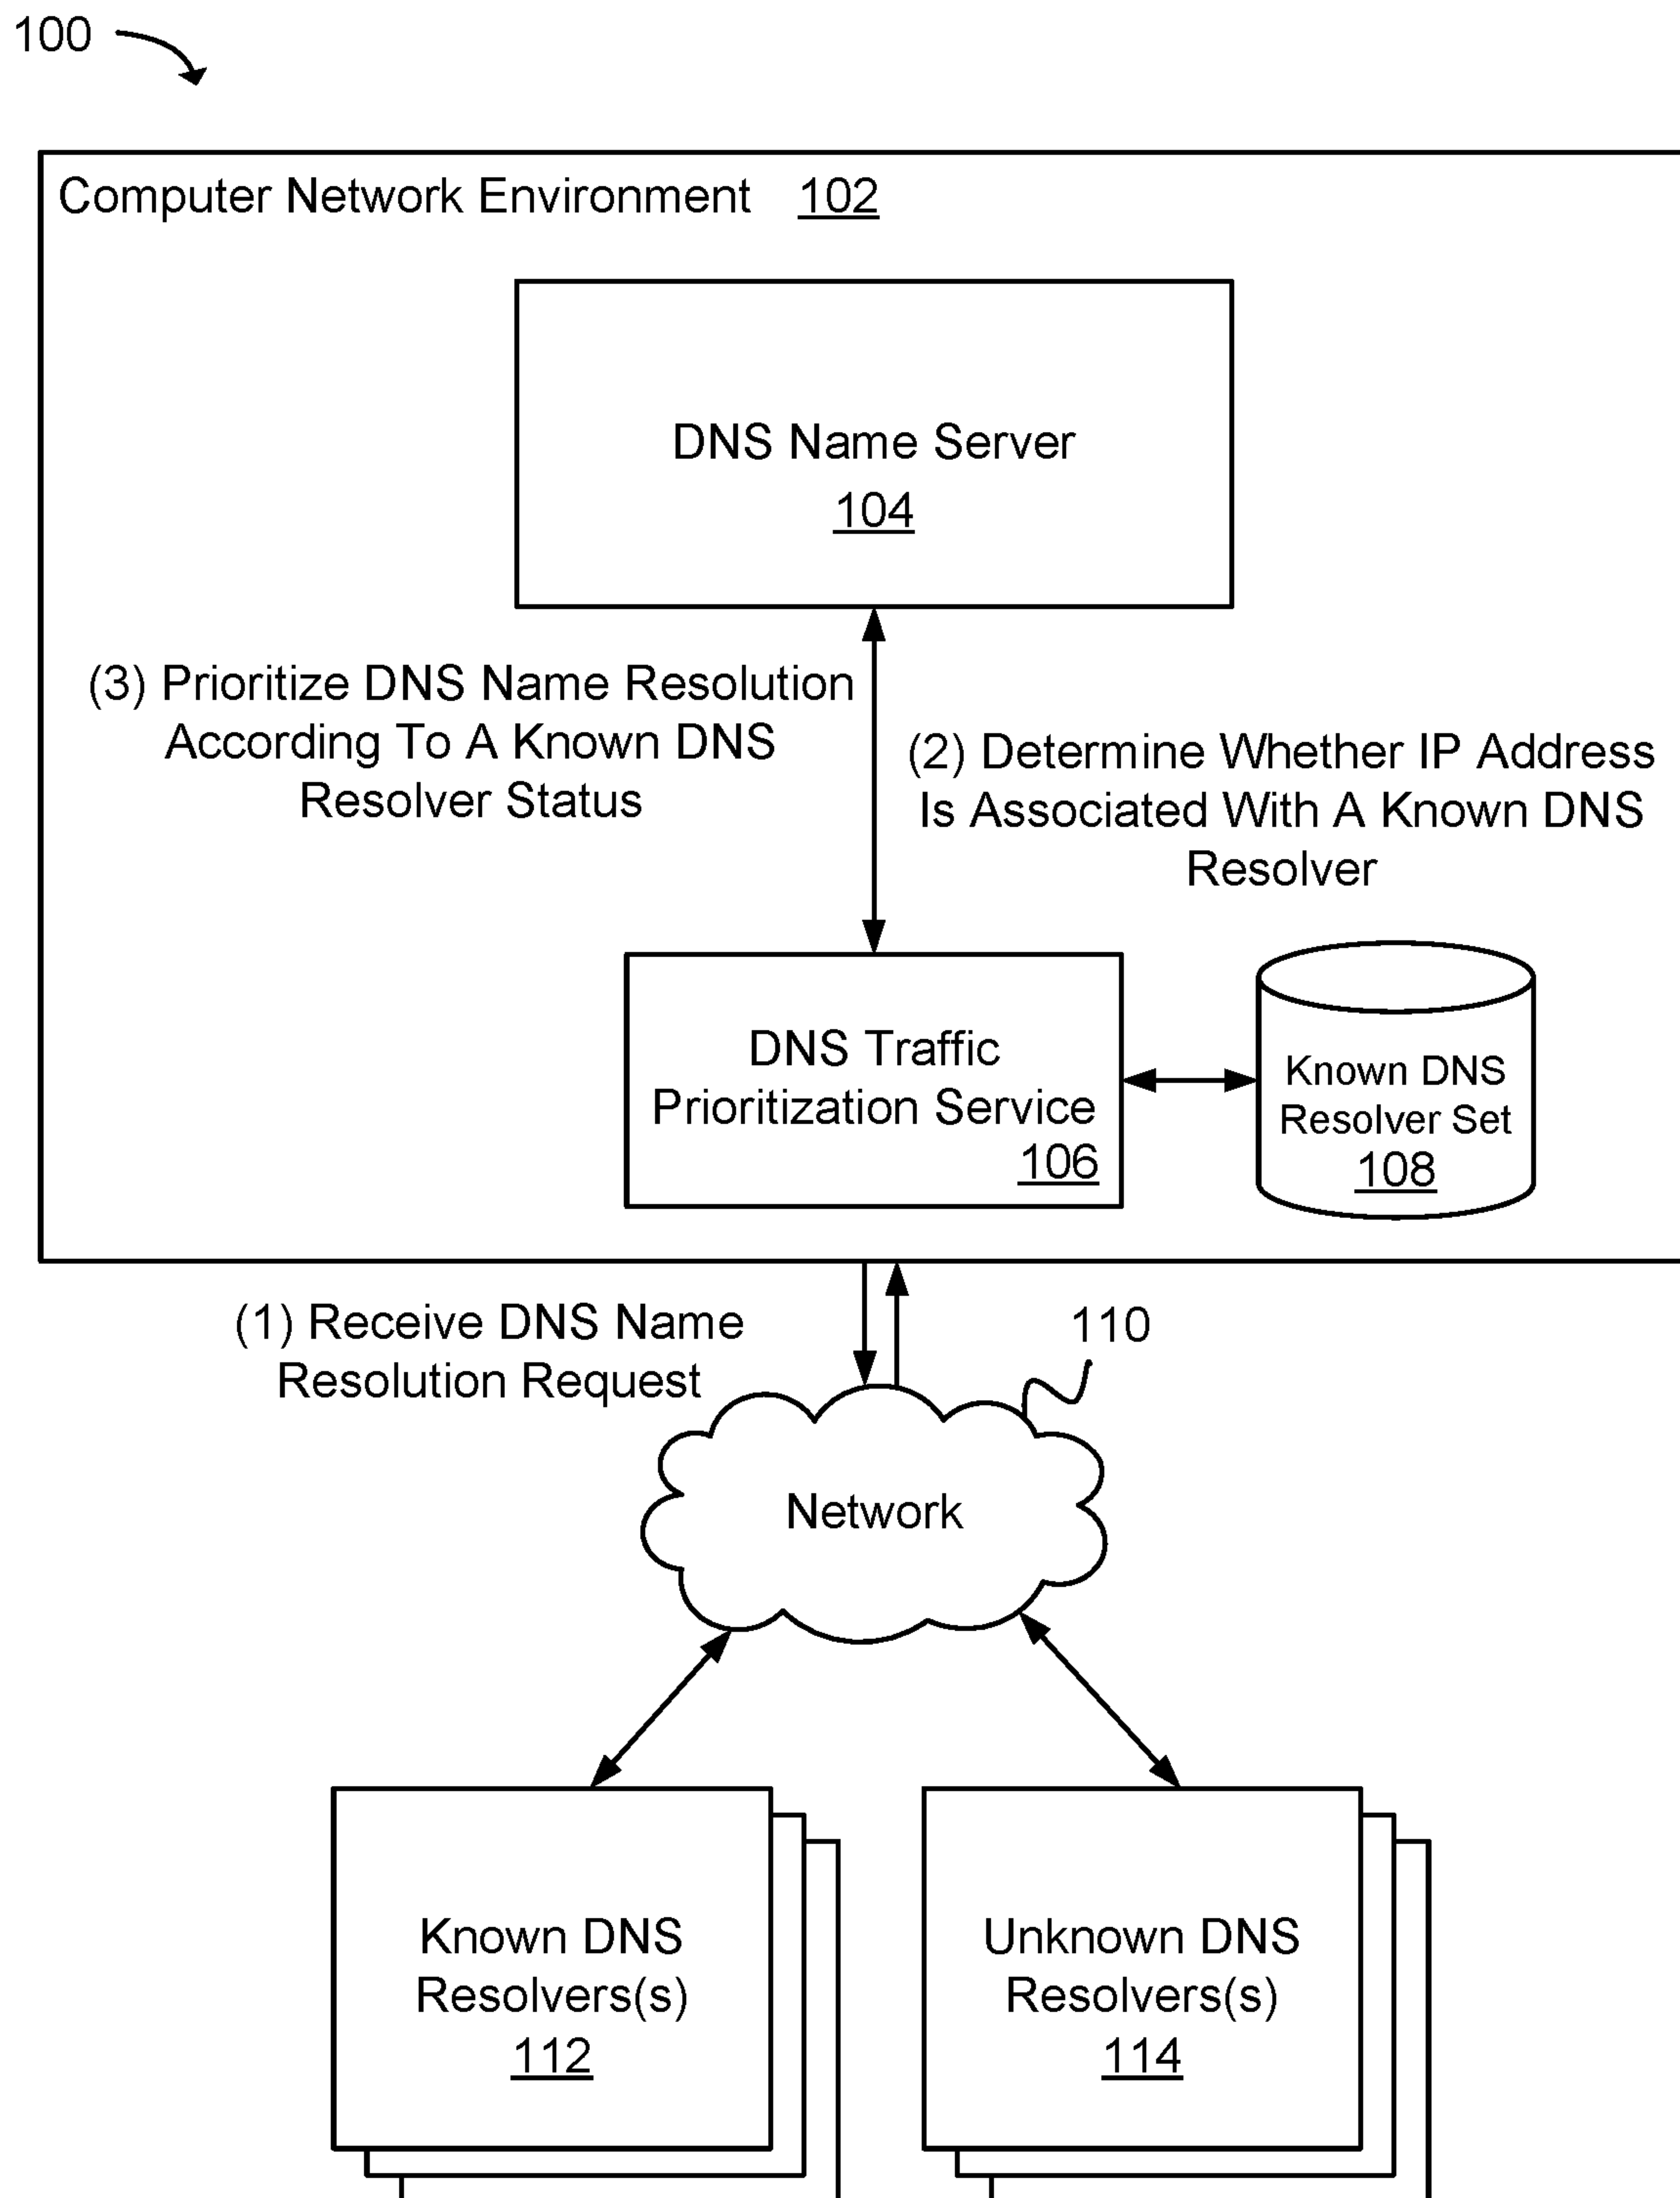 100
Computer Network Environment 102
DNS Name Server
104
(3) Prioritize DNS Name Resolution
According To A Known DNS
Resolver Status
(2) Determine Whether IP Address
Is Associated With A Known DNS
Resolver
DNS Traffic
Prioritization Service
106
Known DNS
Resolver Set
108
(1) Receive DNS Name
Resolution Request
110
Network
Known DNS
Resolvers(s)
112
Unknown DNS
Resolvers(s)
114